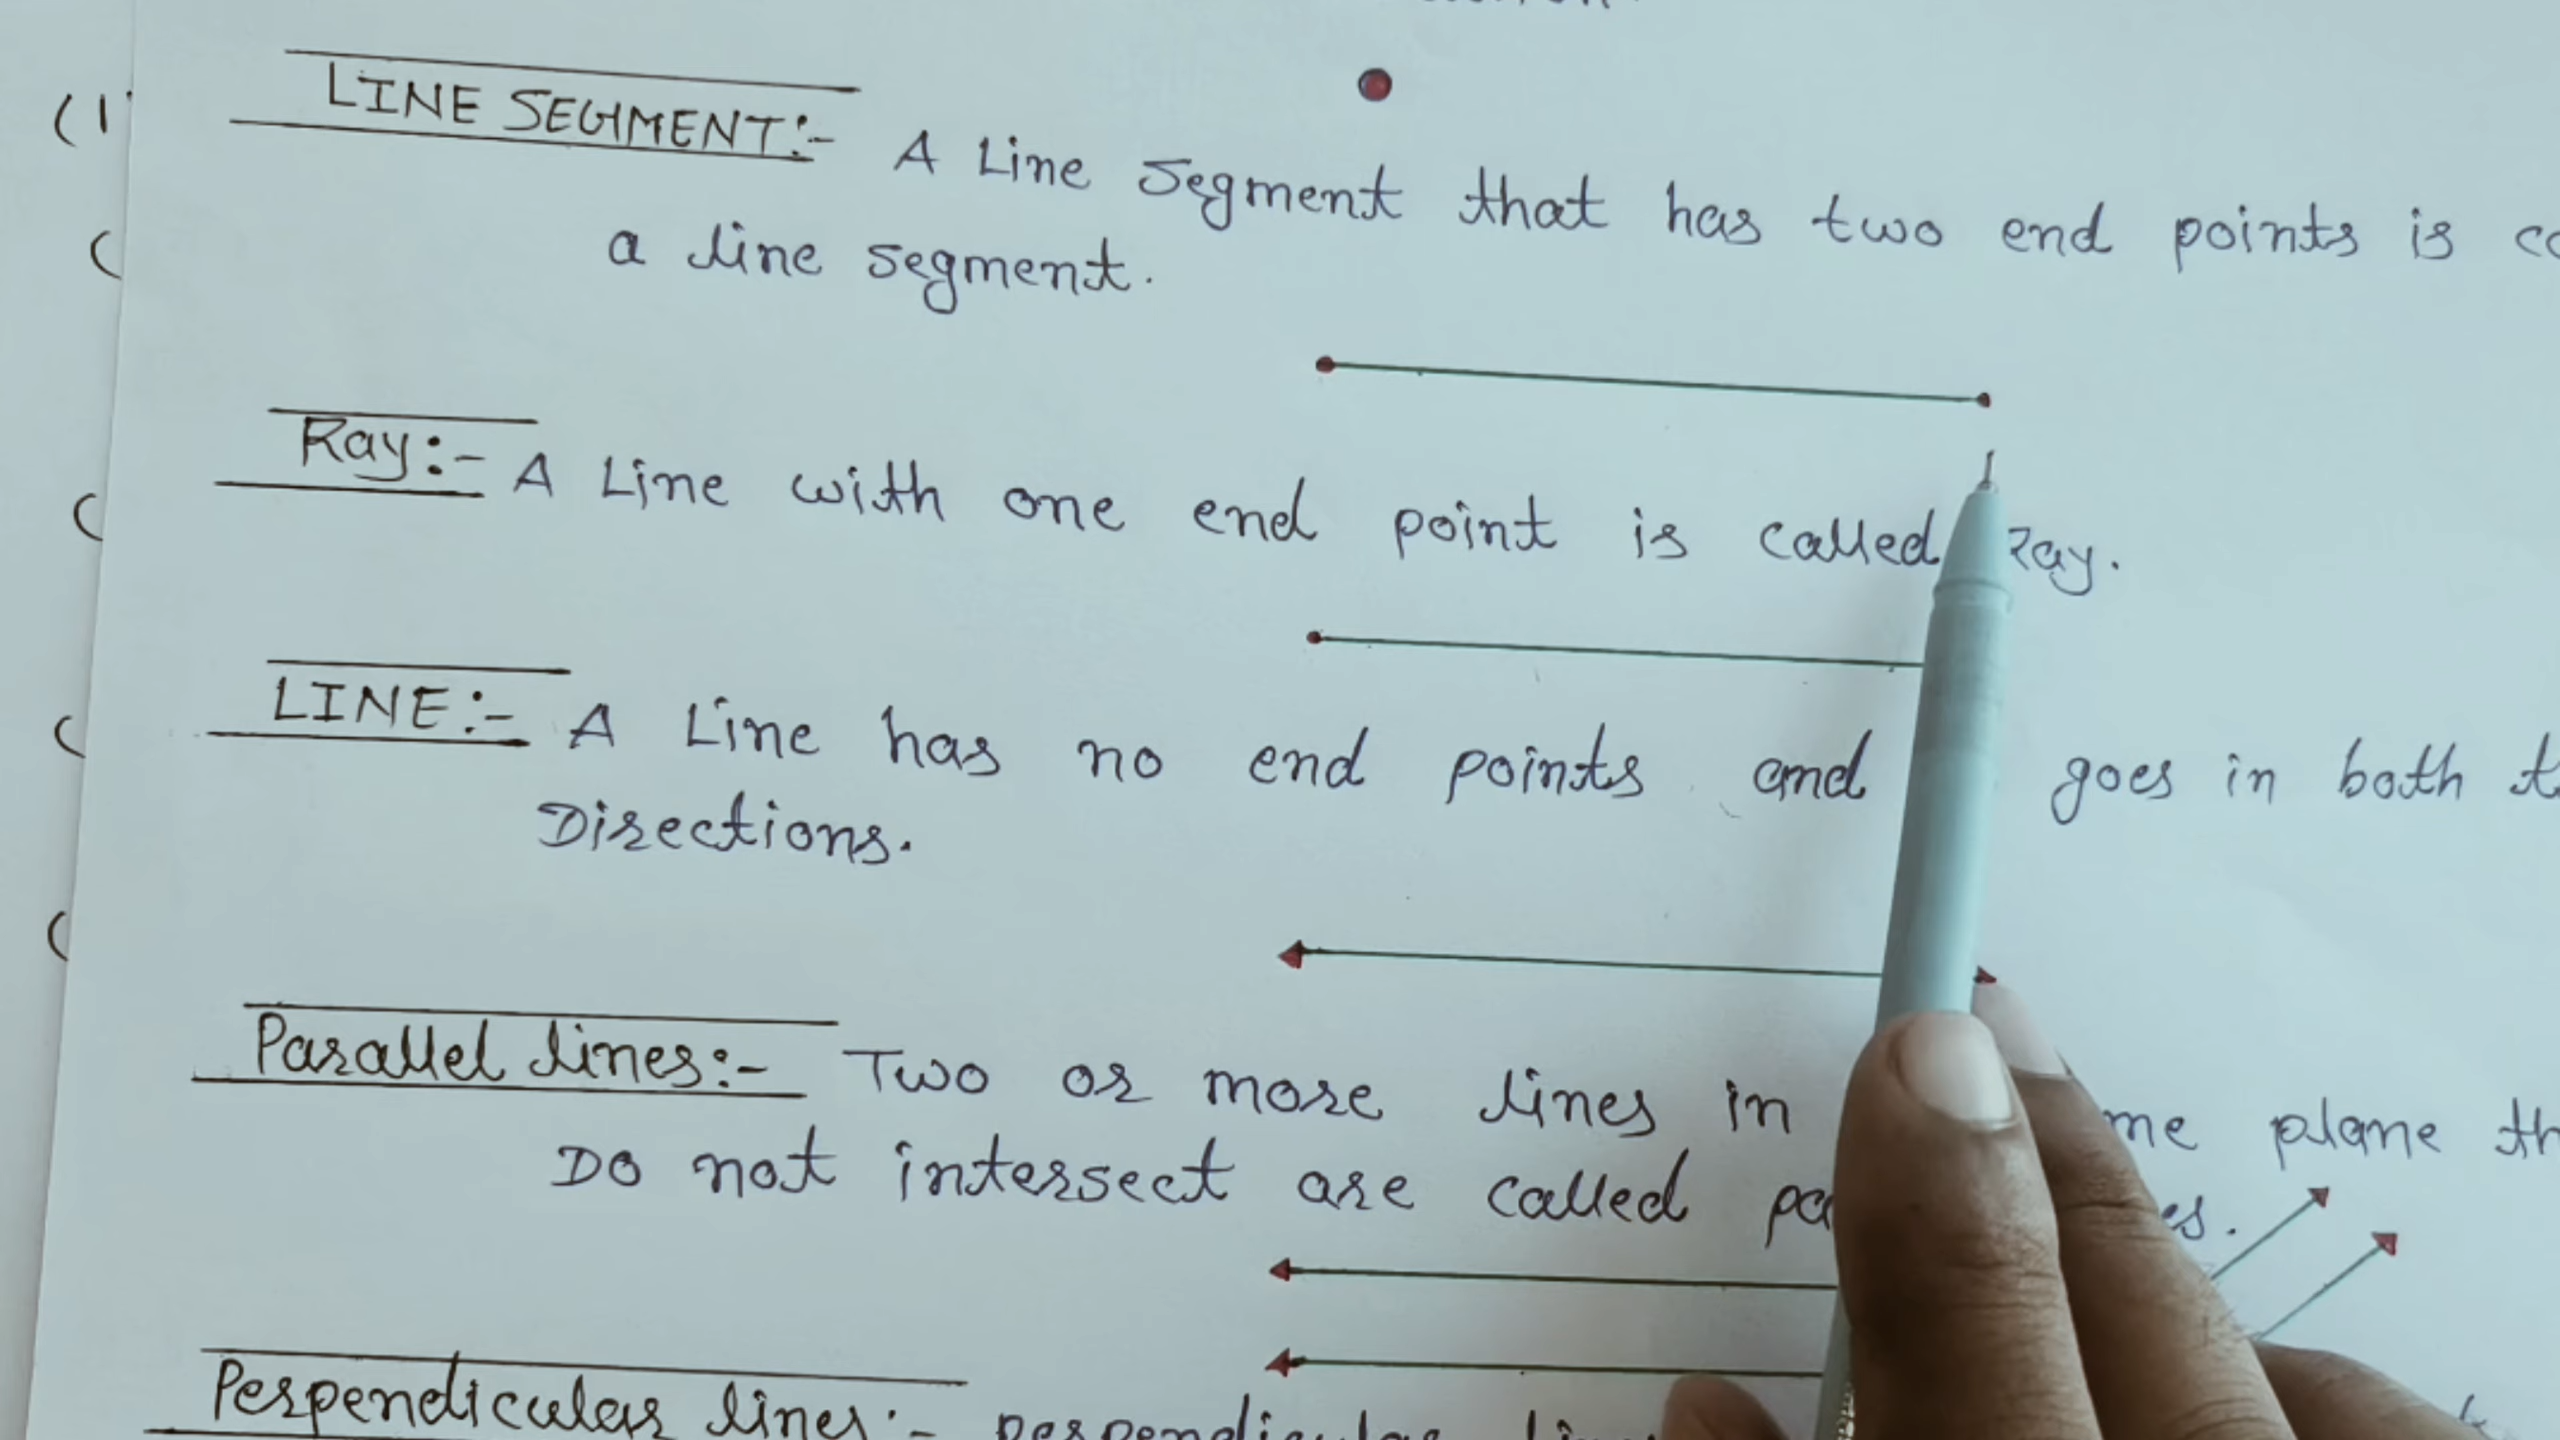 LINE SEGMENT:- A Line Segment that has two end points is
a line segment.
Ray:- A Line with one end point is called Ray.
LINE:- A Line has no end points and goes in both
Directions.
Parallel lines:- Two or more lines in plane
Do not intersect are called
Perpendicular lines:- perpendicular